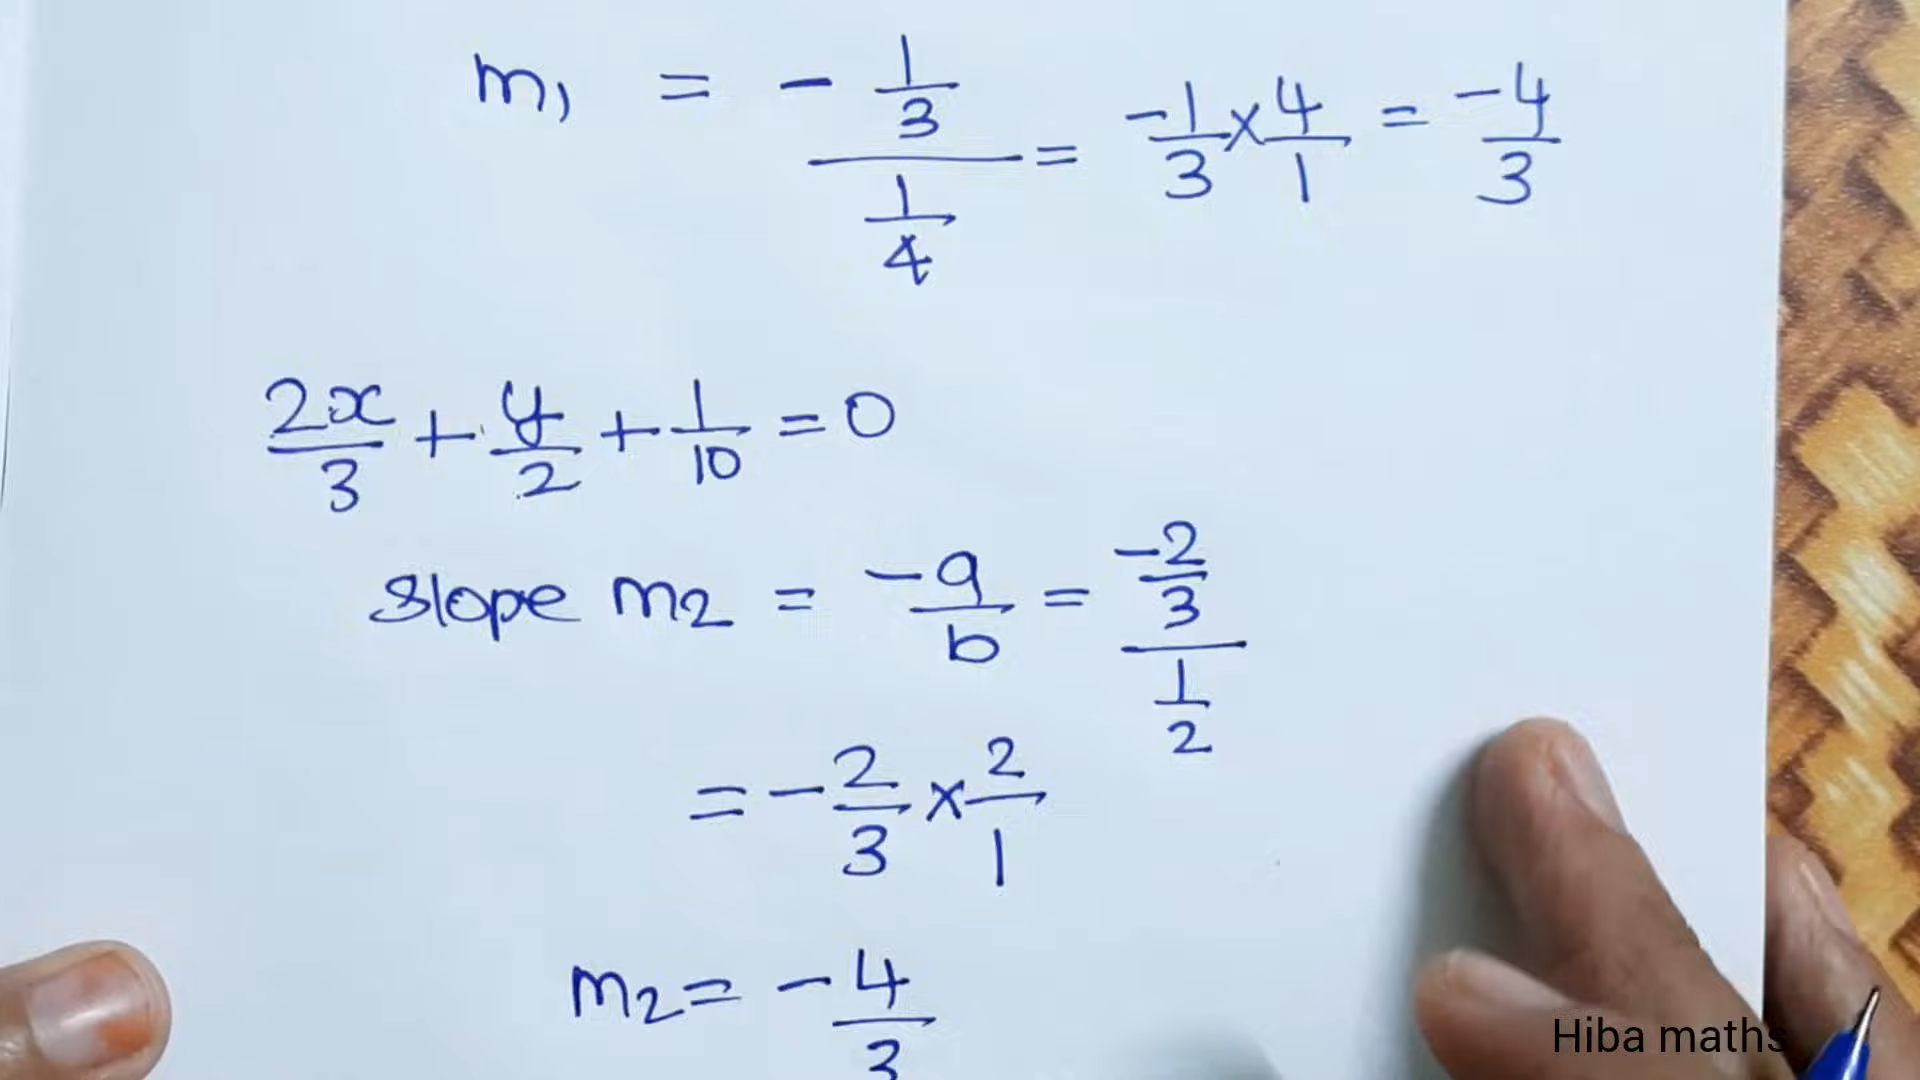 m₁ = - (1/3)/(1/4) = -1/3 × 4/1 = -4/3
2x/3 + y/2 + 1/10 = 0
Slope m₂ = -a/b = (-2/3)/(1/2)
= -2/3 × 2/1
m₂ = -4/3
Hiba maths